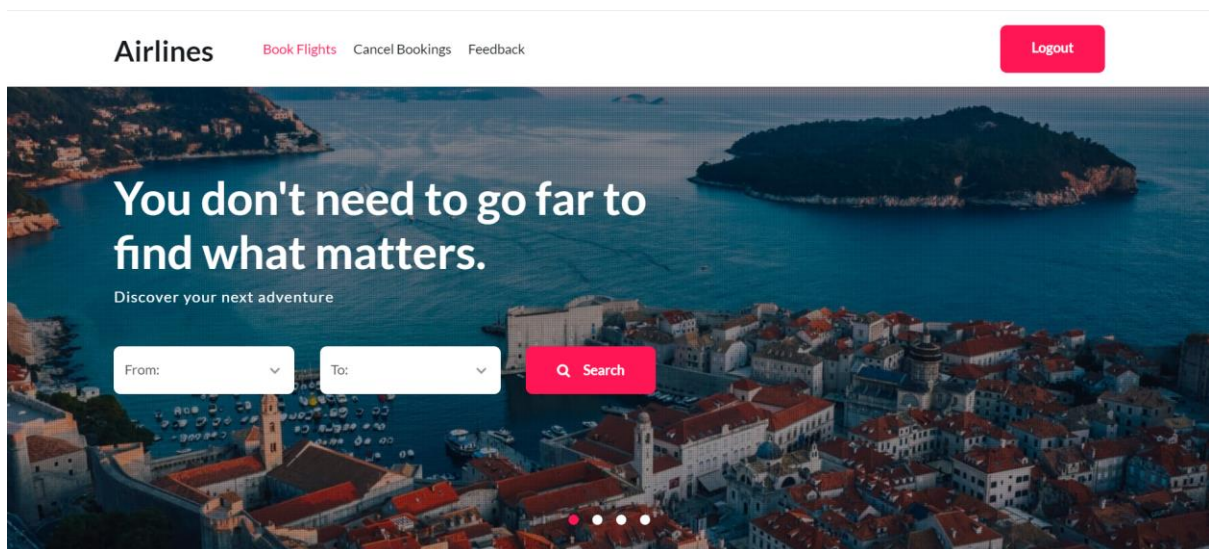 Airlines
Book Flights Cancel Bookings Feedback
Logout
You don't need to go far to
find what matters.
Discover your next adventure
From:
To:
Search